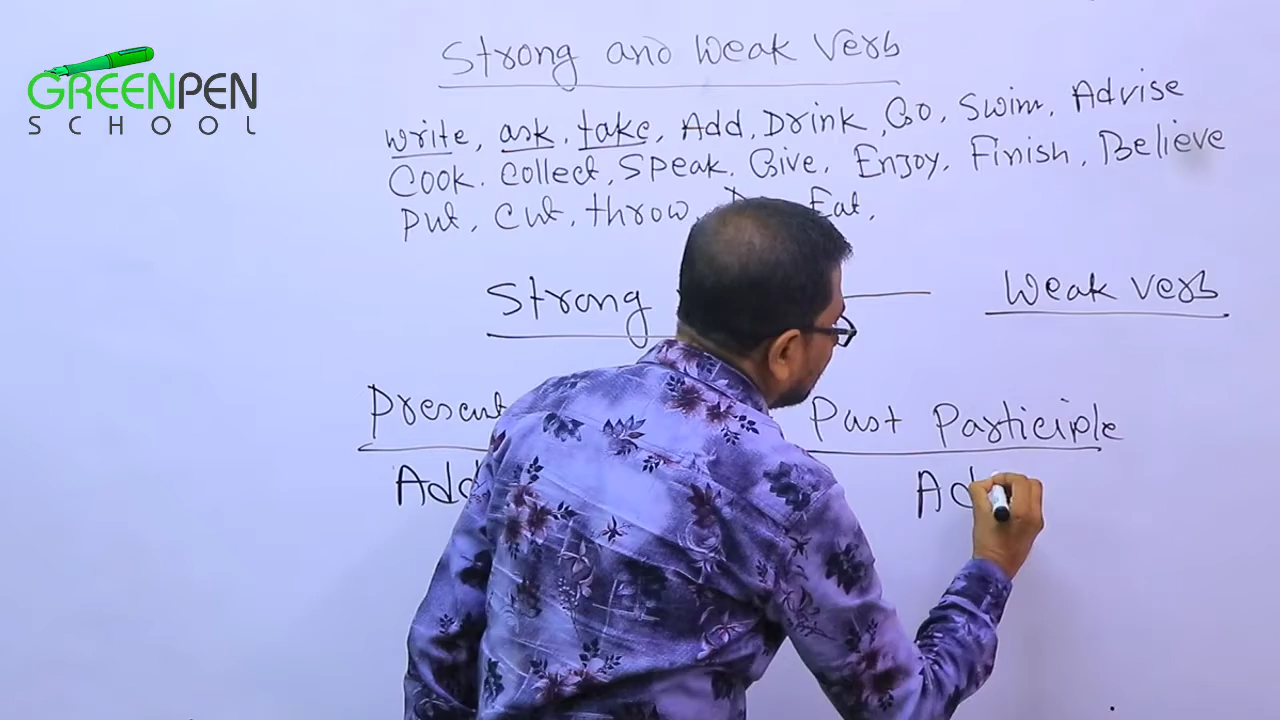 GREENPEN
SCHOOL
Strong and Weak Verb
write, ask, take, Add, Drink, Go, Swim, Advise
Cook, Collect, Speak, Give, Enjoy, Finish, Believe
Put, Cut, throw, Eat,
Strong
Weak Verb
Present Past Participle
Add Ad